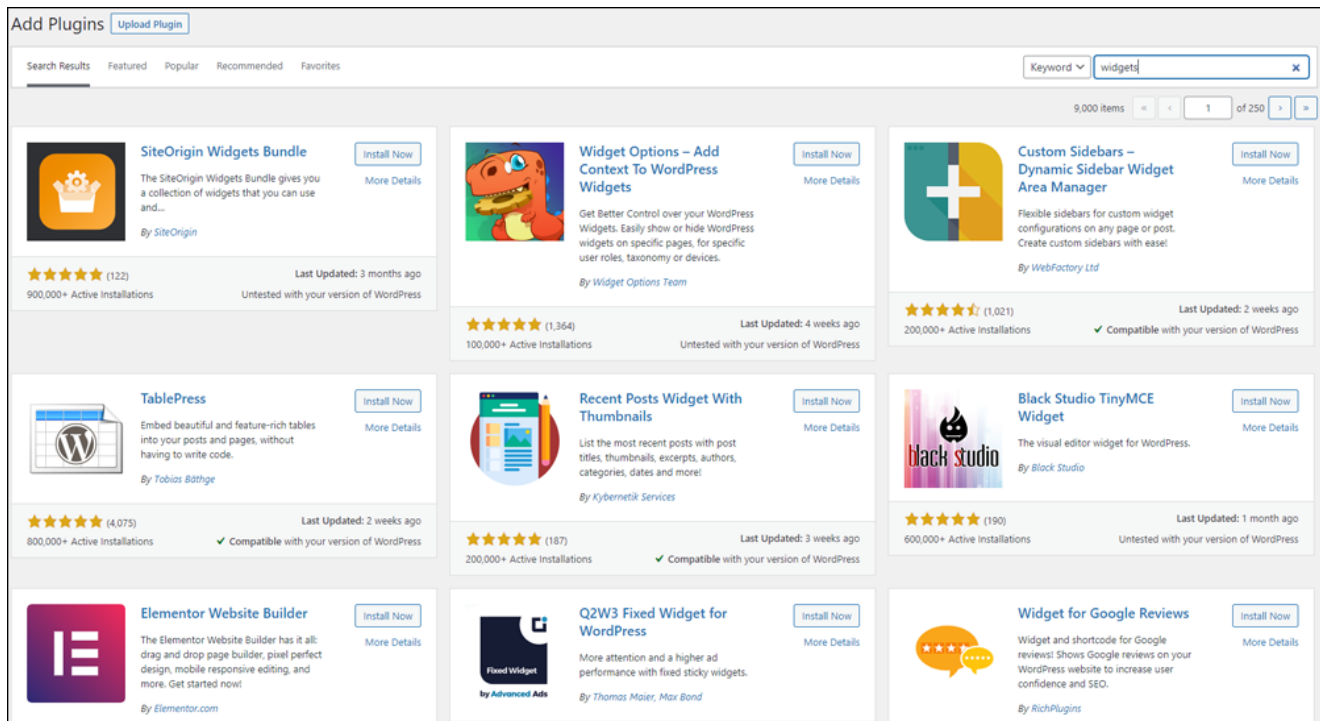 Add Plugins Upload Plugin
Search Results Featured Popular Recommended Favorites Keyword widgets
9,000 items « ‹ 1 of 250 › »
SiteOrigin Widgets Bundle
Install Now
More Details
The SiteOrigin Widgets Bundle gives you
a collection of widgets that you can use
and...
By SiteOrigin
(122)
Last Updated: 3 months ago
900,000+ Active Installations
Untested with your version of WordPress
Widget Options – Add
Context To WordPress
Widgets
Install Now
More Details
Get Better Control over your WordPress
Widgets. Easily show or hide WordPress
widgets on specific pages, for specific
user roles, taxonomy or devices.
By Widget Options Team
(1,364)
Last Updated: 4 weeks ago
100,000+ Active Installations
Untested with your version of WordPress
Custom Sidebars –
Dynamic Sidebar Widget
Area Manager
Install Now
More Details
Flexible sidebars for custom widget
configurations on any page or post.
Create custom sidebars with ease!
By WebFactory Ltd
(1,021)
Last Updated: 2 weeks ago
200,000+ Active Installations
Compatible with your version of WordPress
TablePress
Install Now
More Details
Embed beautiful and feature-rich tables
into your posts and pages, without
having to write code.
By Tobias Bäthge
(4,075)
Last Updated: 2 weeks ago
800,000+ Active Installations
Compatible with your version of WordPress
Recent Posts Widget With
Thumbnails
Install Now
More Details
List the most recent posts with post
titles, thumbnails, excerpts, authors,
categories, dates and more!
By Kybernetik Services
(187)
Last Updated: 3 weeks ago
200,000+ Active Installations
Compatible with your version of WordPress
black studio
Black Studio TinyMCE
Widget
Install Now
More Details
The visual editor widget for WordPress.
By Black Studio
(190)
Last Updated: 1 month ago
600,000+ Active Installations
Untested with your version of WordPress
Elementor Website Builder
Install Now
More Details
The Elementor Website Builder has it all:
drag and drop page builder, pixel perfect
design, mobile responsive editing, and
more. Get started now!
By Elementor.com
Fixed Widget
by Advanced Ads
Q2W3 Fixed Widget for
WordPress
Install Now
More Details
More attention and a higher ad
performance with fixed sticky widgets.
By Thomas Maier, Max Bond
Widget for Google Reviews
Install Now
More Details
Widget and shortcode for Google
reviews! Shows Google reviews on your
WordPress website to increase user
confidence and SEO.
By RichPlugins